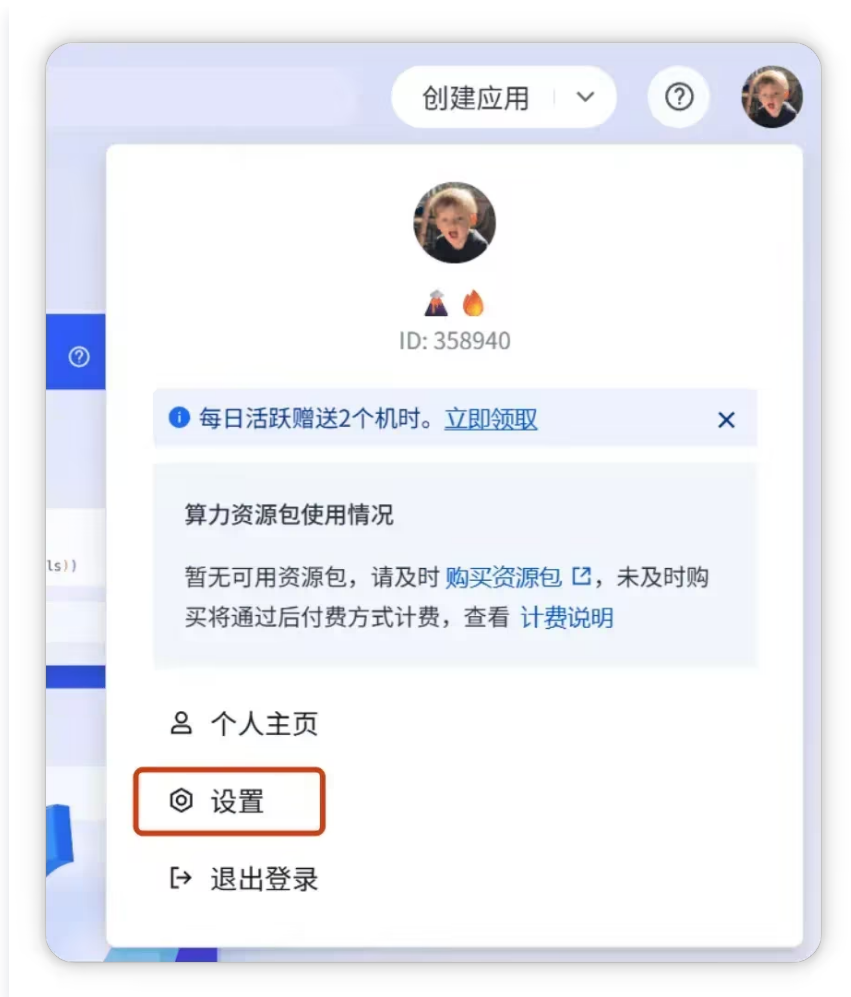 创建应用
ID: 358940
每日活跃赠送2个机时。立即领取
算力资源包使用情况
暂无可用资源包，请及时 购买资源包，未及时购
买将通过后付费方式计费，查看 计费说明
ls))
个人主页
设置
退出登录